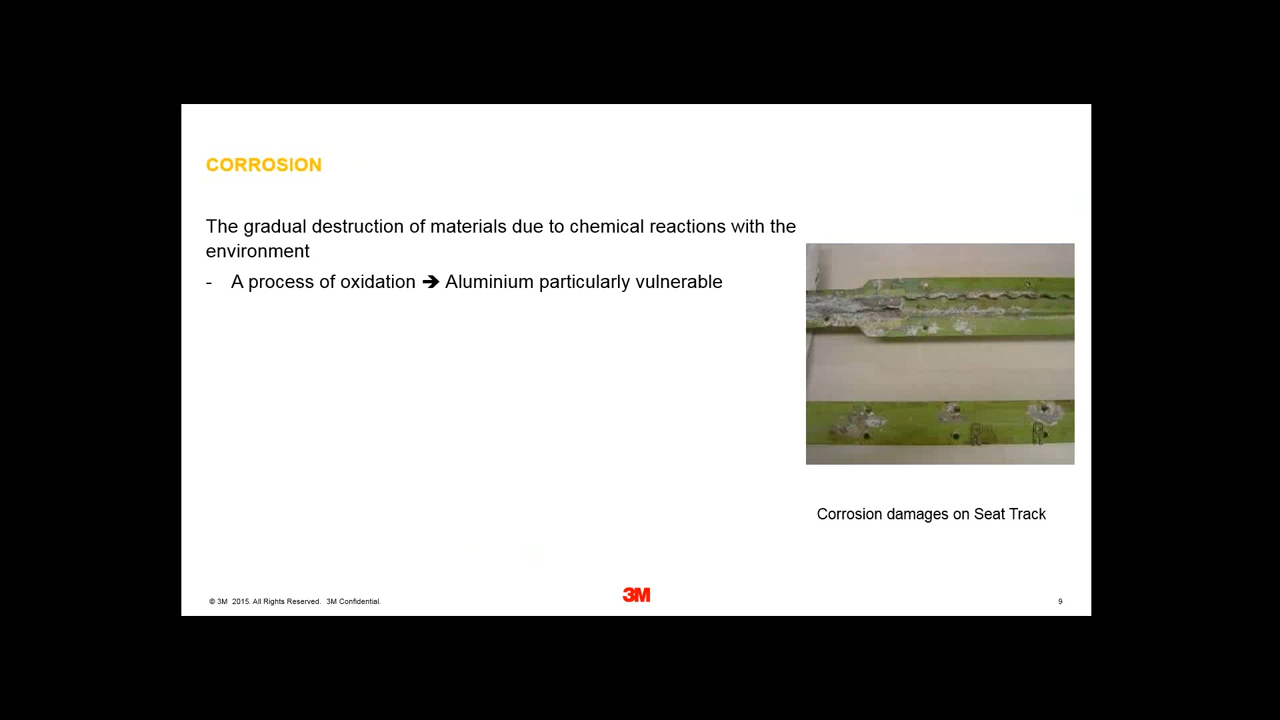 CORROSION
The gradual destruction of materials due to chemical reactions with the
environment
- A process of oxidation ➔ Aluminium particularly vulnerable
R R
Corrosion damages on Seat Track
© 3M 2015. All Rights Reserved. 3M Confidential.
3M
9